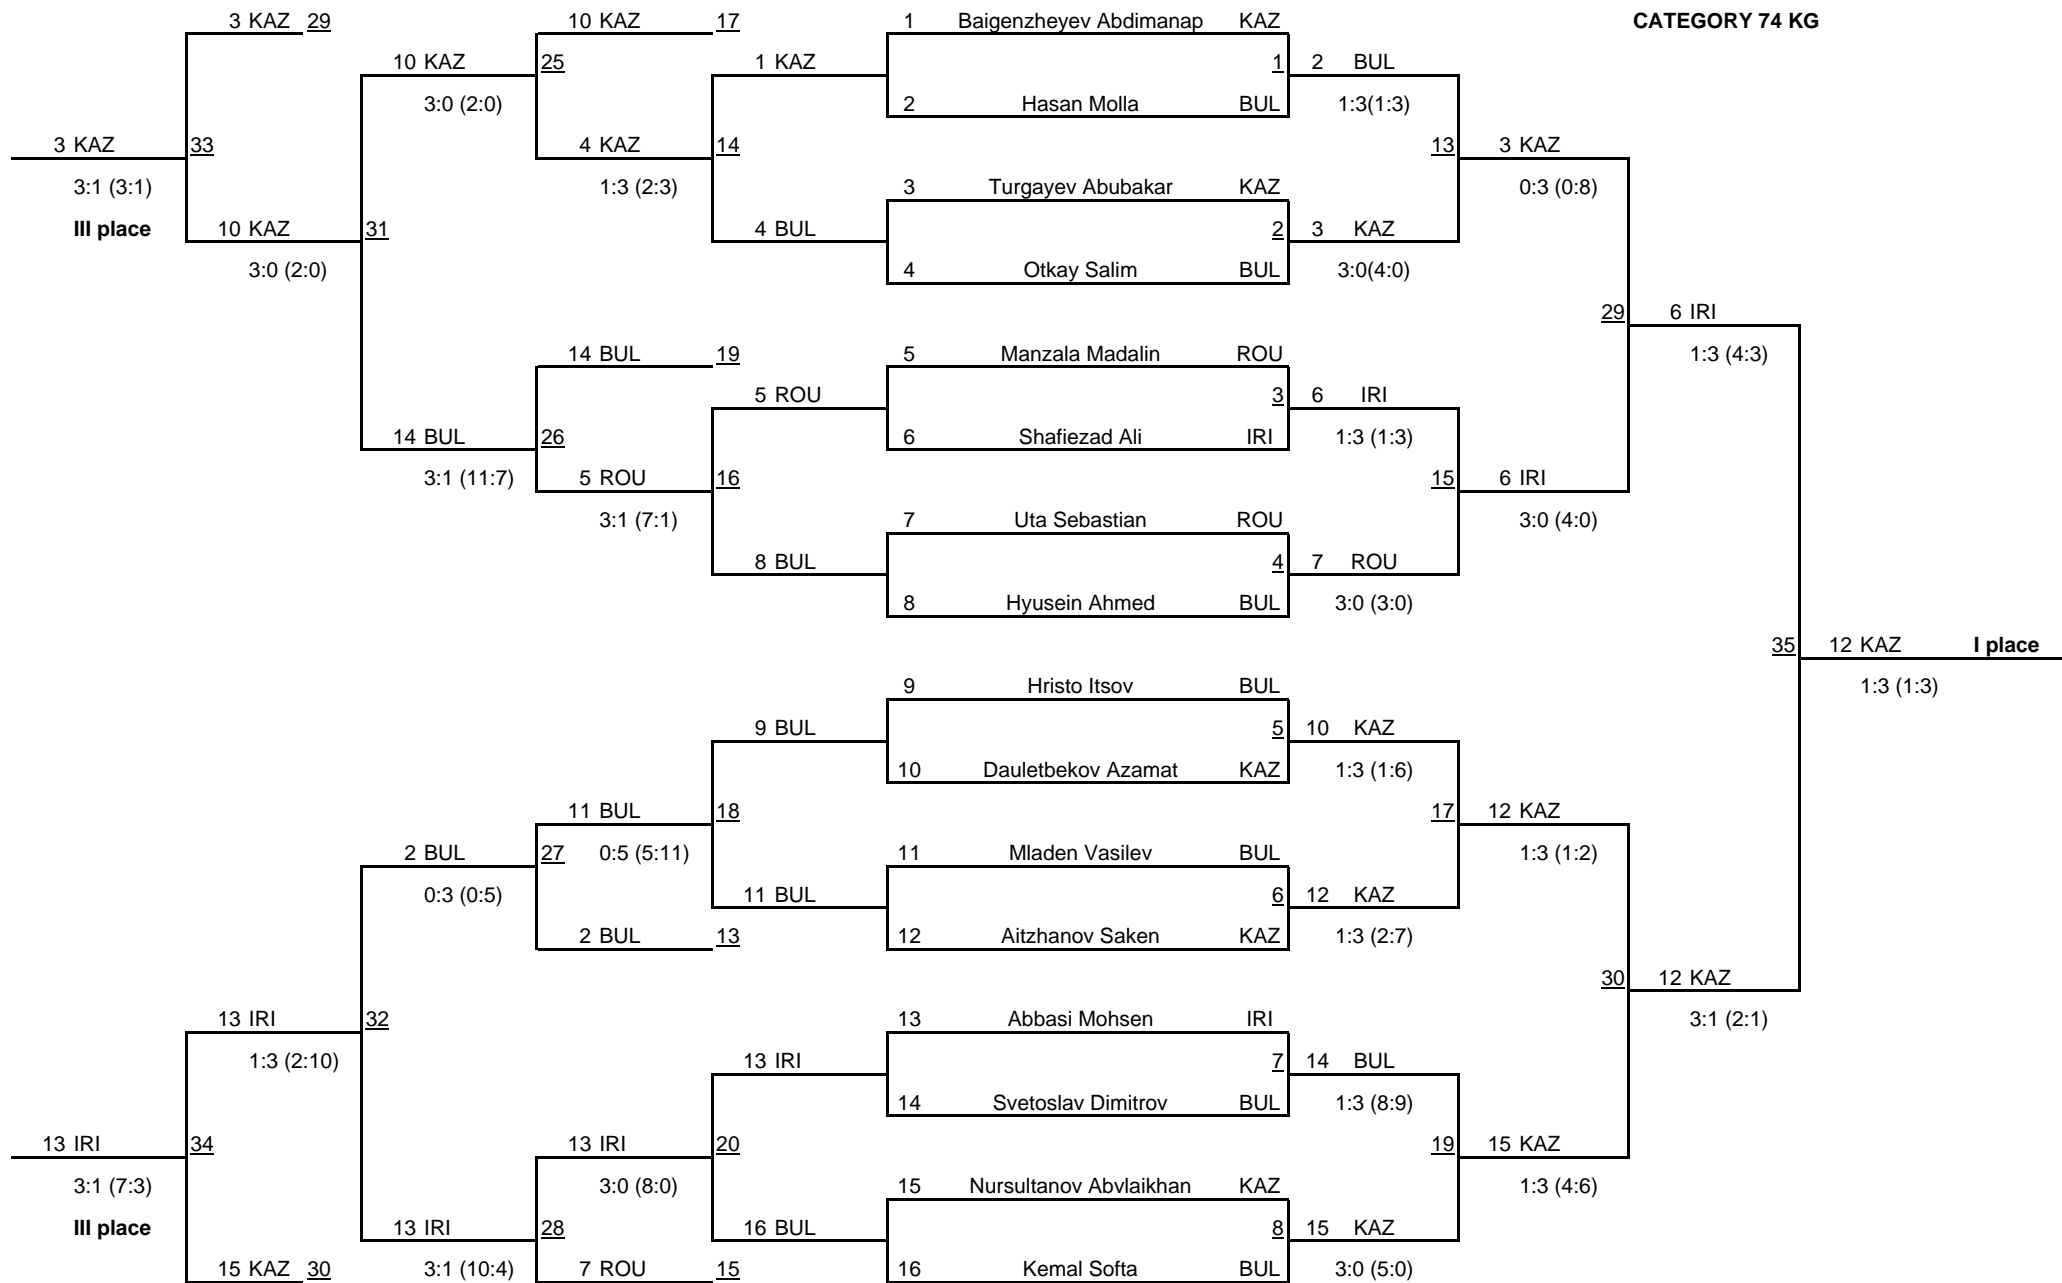 3 KAZ 29 10 KAZ 17 1 Baigenzheyev Abdimanap KAZ CATEGORY 74 KG
10 KAZ 25 1 KAZ 1 2 BUL
3:0 (2:0) 2 Hasan Molla BUL 1:3(1:3)
3 KAZ 33 4 KAZ 14 13 3 KAZ
3:1 (3:1) 1:3 (2:3) 3 Turgayev Abubakar KAZ 0:3 (0:8)
III place 10 KAZ 31 4 BUL 2 3 KAZ
3:0 (2:0) 4 Otkay Salim BUL 3:0(4:0)
29 6 IRI
14 BUL 19 5 Manzala Madalin ROU 1:3 (4:3)
5 ROU 3 6 IRI
14 BUL 26 6 Shafiezad Ali IRI 1:3 (1:3)
3:1 (11:7) 5 ROU 16 15 6 IRI
3:1 (7:1) 7 Uta Sebastian ROU 3:0 (4:0)
8 BUL 4 7 ROU
8 Hyusein Ahmed BUL 3:0 (3:0)
35 12 KAZ I place
9 Hristo Itsov BUL 1:3 (1:3)
9 BUL 5 10 KAZ
10 Dauletbekov Azamat KAZ 1:3 (1:6)
11 BUL 18 17 12 KAZ
2 BUL 27 0:5 (5:11) 11 Mladen Vasilev BUL 1:3 (1:2)
0:3 (0:5) 11 BUL 6 12 KAZ
2 BUL 13 12 Aitzhanov Saken KAZ 1:3 (2:7)
30 12 KAZ
13 IRI 32 13 Abbasi Mohsen IRI 3:1 (2:1)
1:3 (2:10) 13 IRI 7 14 BUL
14 Svetoslav Dimitrov BUL 1:3 (8:9)
13 IRI 34 13 IRI 20 19 15 KAZ
3:1 (7:3) 3:0 (8:0) 15 Nursultanov Abvlaikhan KAZ 1:3 (4:6)
III place 13 IRI 28 16 BUL 8 15 KAZ
15 KAZ 30 3:1 (10:4) 7 ROU 15 16 Kemal Softa BUL 3:0 (5:0)